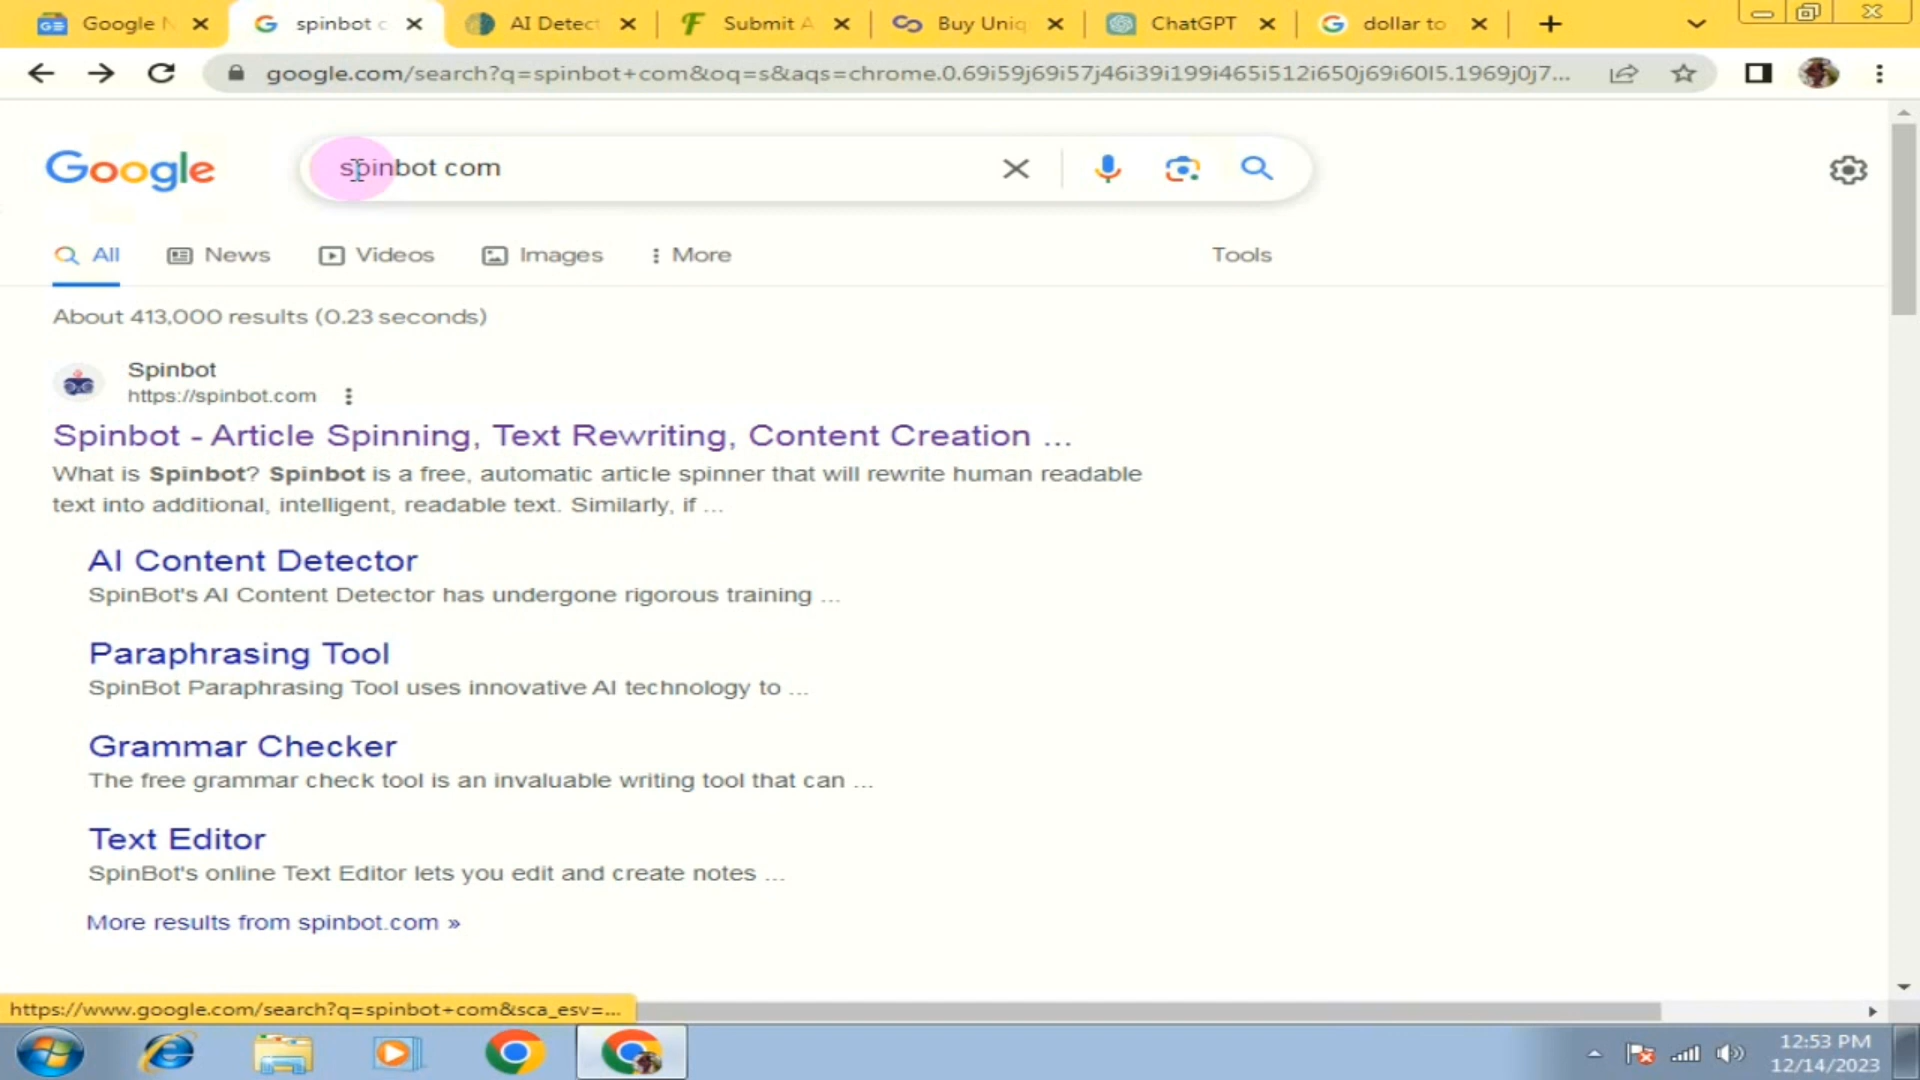 Google N
spinbot c
AI Detect
Submit A
Buy Uniq
ChatGPT
dollar to
google.com/search?q=spinbot+com&oq=s&aqs=chrome.0.69i59j69i57j46i39i199i465i512i650j69i60l5.1969j0j7...
Google
spinbot com
All
News
Videos
Images
More
Tools
About 413,000 results (0.23 seconds)
Spinbot
https://spinbot.com
Spinbot - Article Spinning, Text Rewriting, Content Creation ...
What is Spinbot? Spinbot is a free, automatic article spinner that will rewrite human readable
text into additional, intelligent, readable text. Similarly, if ...
AI Content Detector
SpinBot's AI Content Detector has undergone rigorous training ...
Paraphrasing Tool
SpinBot Paraphrasing Tool uses innovative AI technology to ...
Grammar Checker
The free grammar check tool is an invaluable writing tool that can ...
Text Editor
SpinBot's online Text Editor lets you edit and create notes ...
More results from spinbot.com »
https://www.google.com/search?q=spinbot+com&sca_esv=...
12:53 PM
12/14/2023